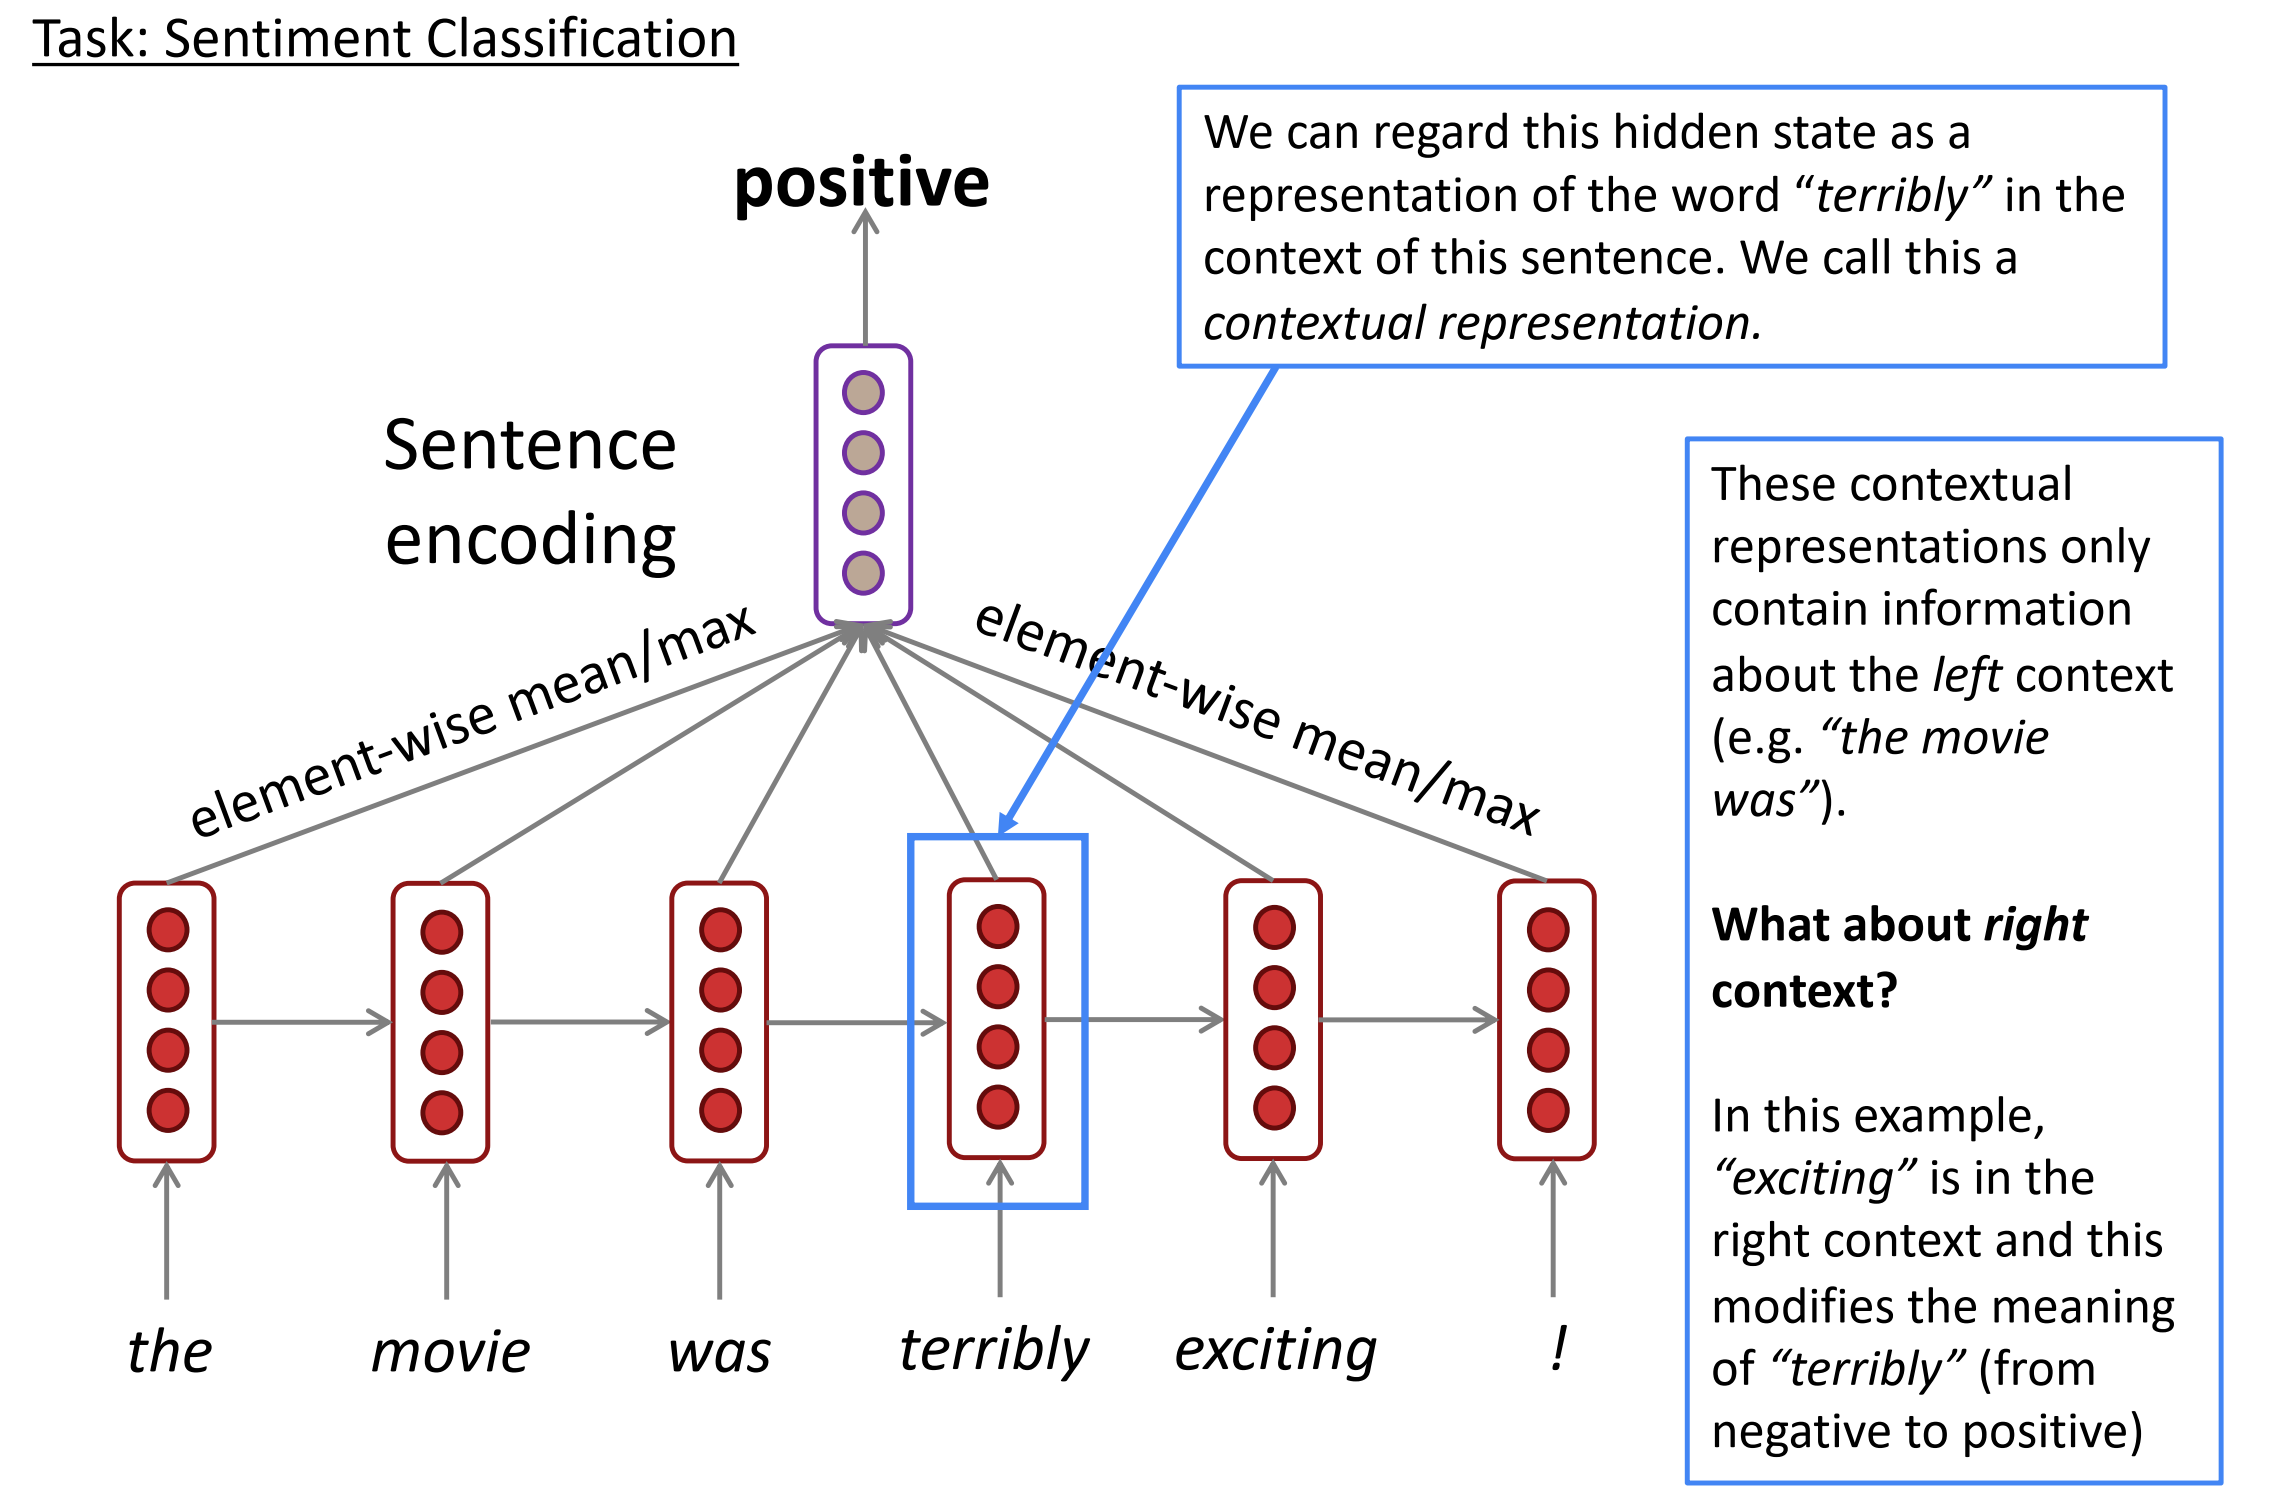 Task: Sentiment Classification
We can regard this hidden state as a
representation of the word “terribly” in the
context of this sentence. We call this a
contextual representation.
positive
Sentence
encoding
element-wise mean/max
element-wise mean/max
These contextual
representations only
contain information
about the left context
(e.g. “the movie
was”).
What about right
context?
In this example,
“exciting” is in the
right context and this
modifies the meaning
of “terribly” (from
negative to positive)
the
movie
was
terribly
exciting
!